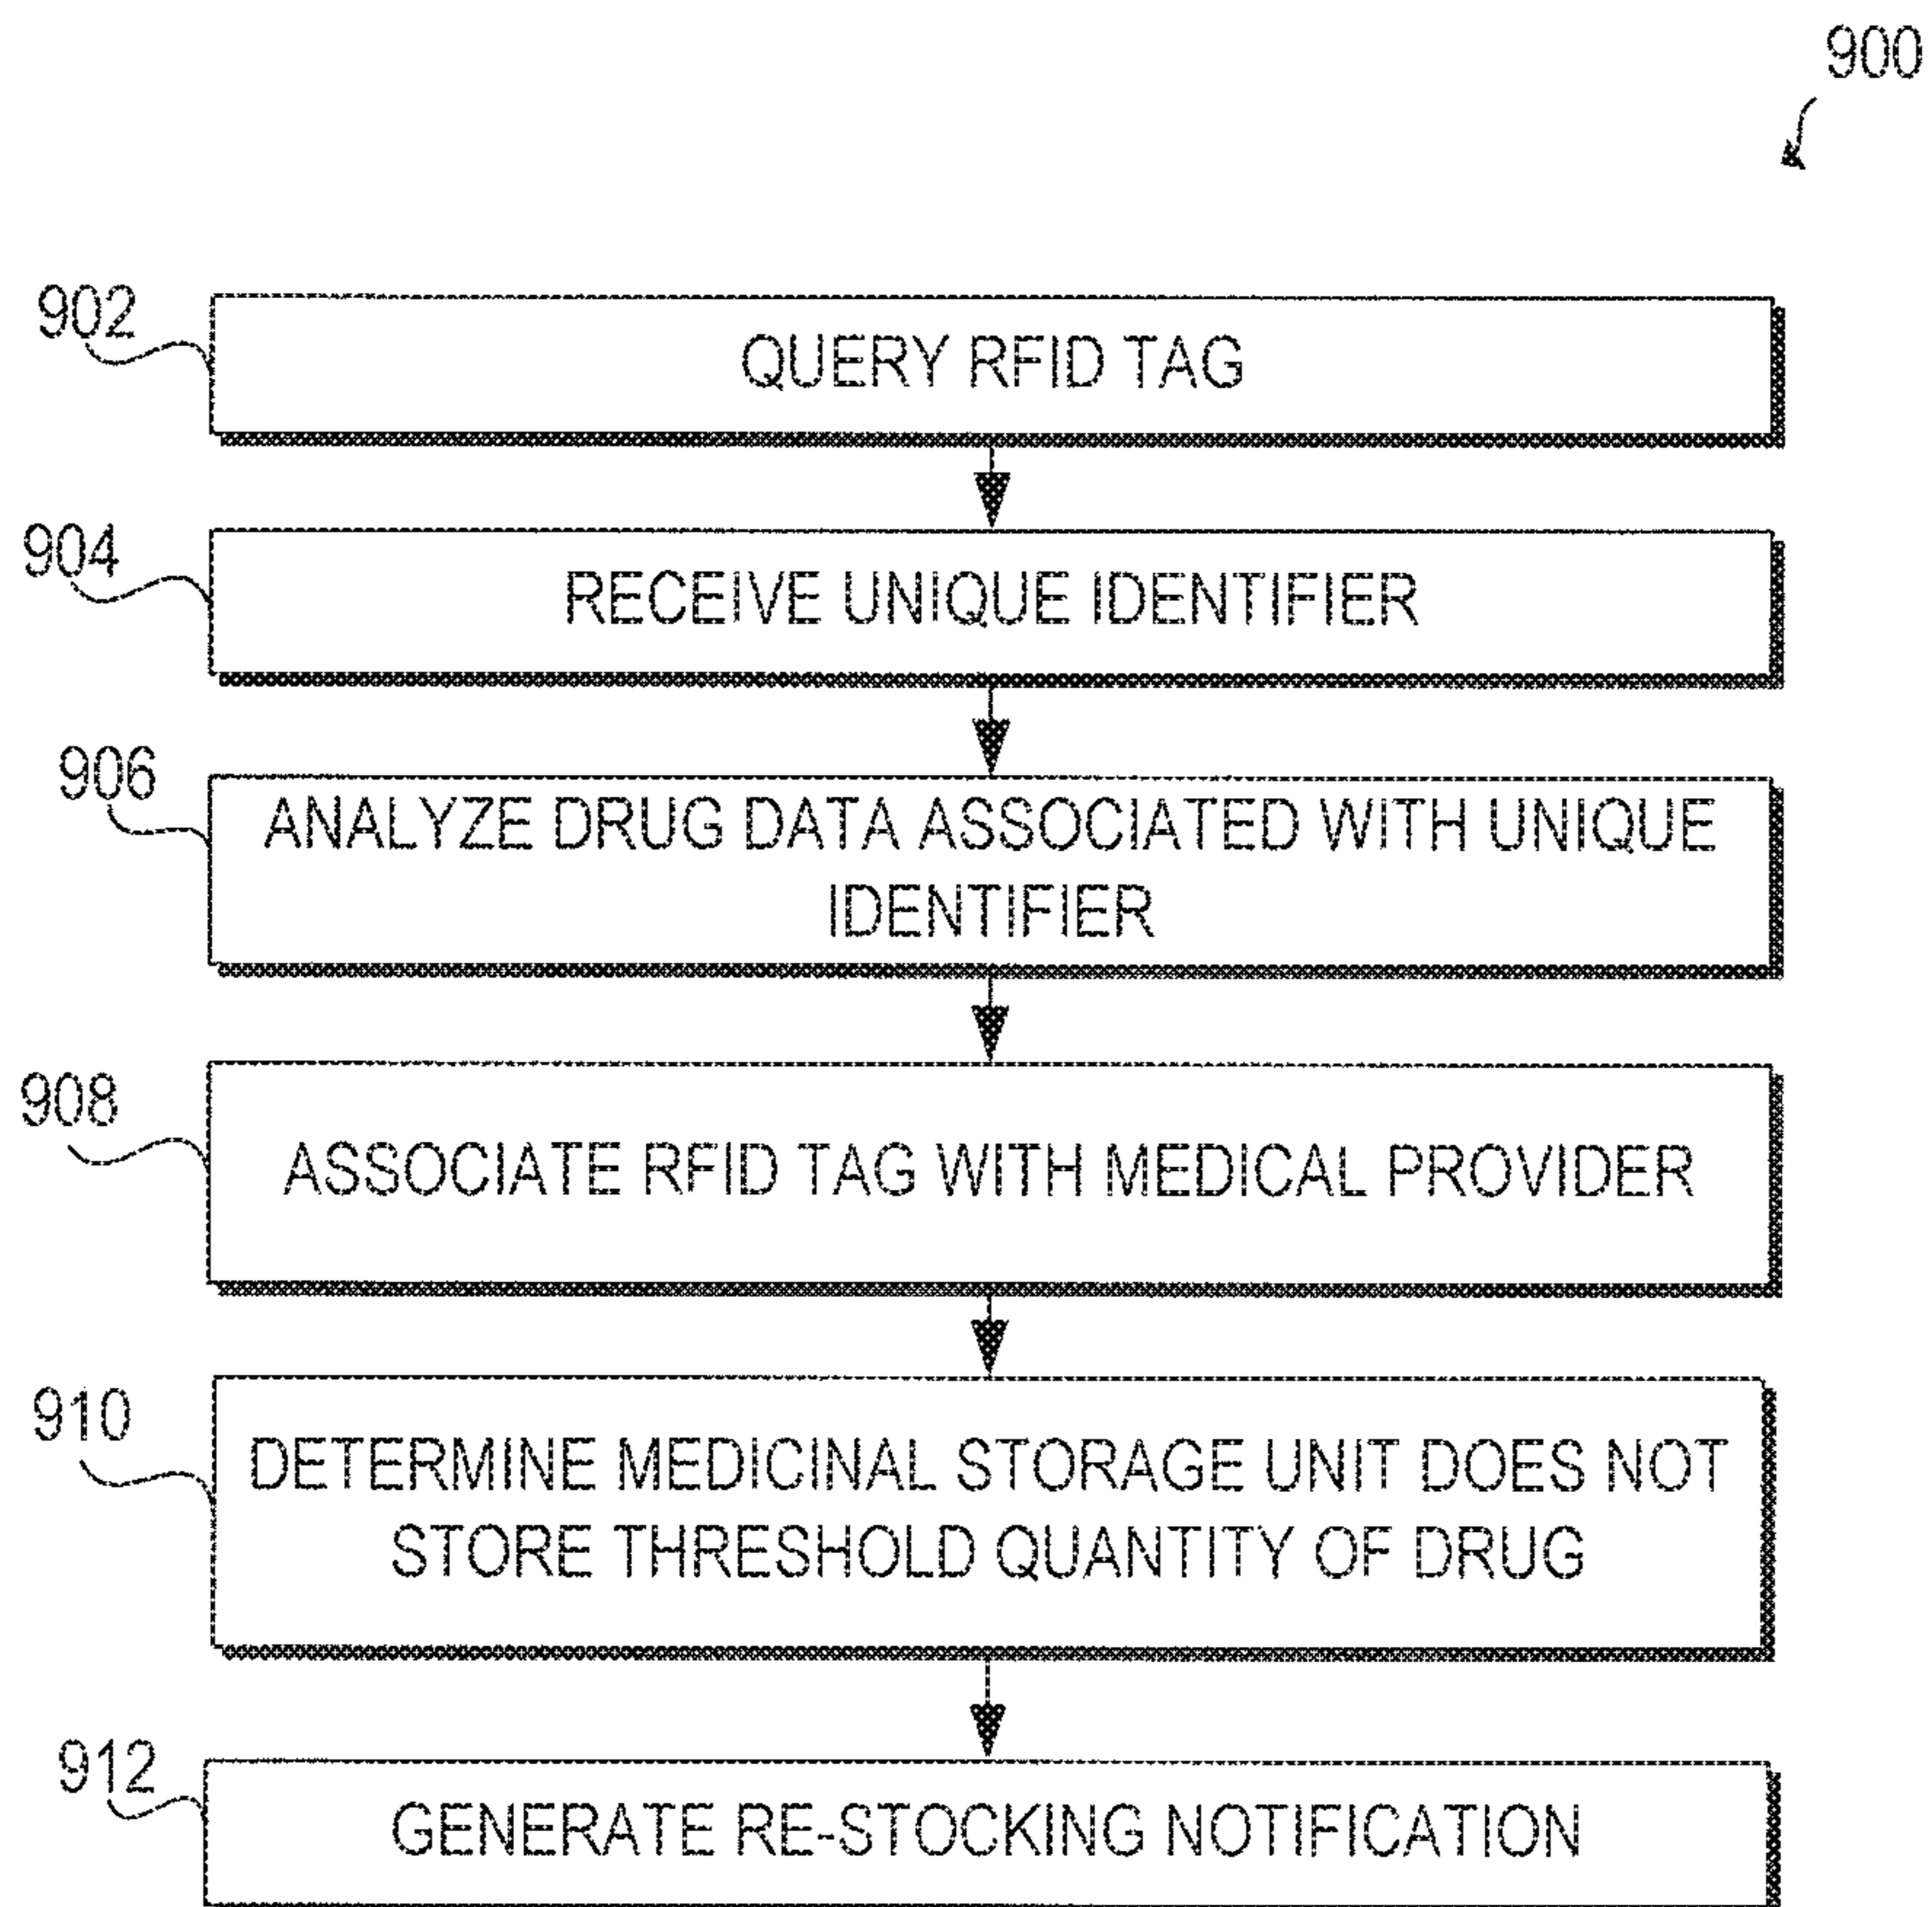 900
902
QUERY RFID TAG
904
RECEIVE UNIQUE IDENTIFIER
906
ANALYZE DRUG DATA ASSOCIATED WITH UNIQUE
IDENTIFIER
908
ASSOCIATE RFID TAG WITH MEDICAL PROVIDER
910
DETERMINE MEDICINAL STORAGE UNIT DOES NOT
STORE THRESHOLD QUANTITY OF DRUG
912
GENERATE RE-STOCKING NOTIFICATION